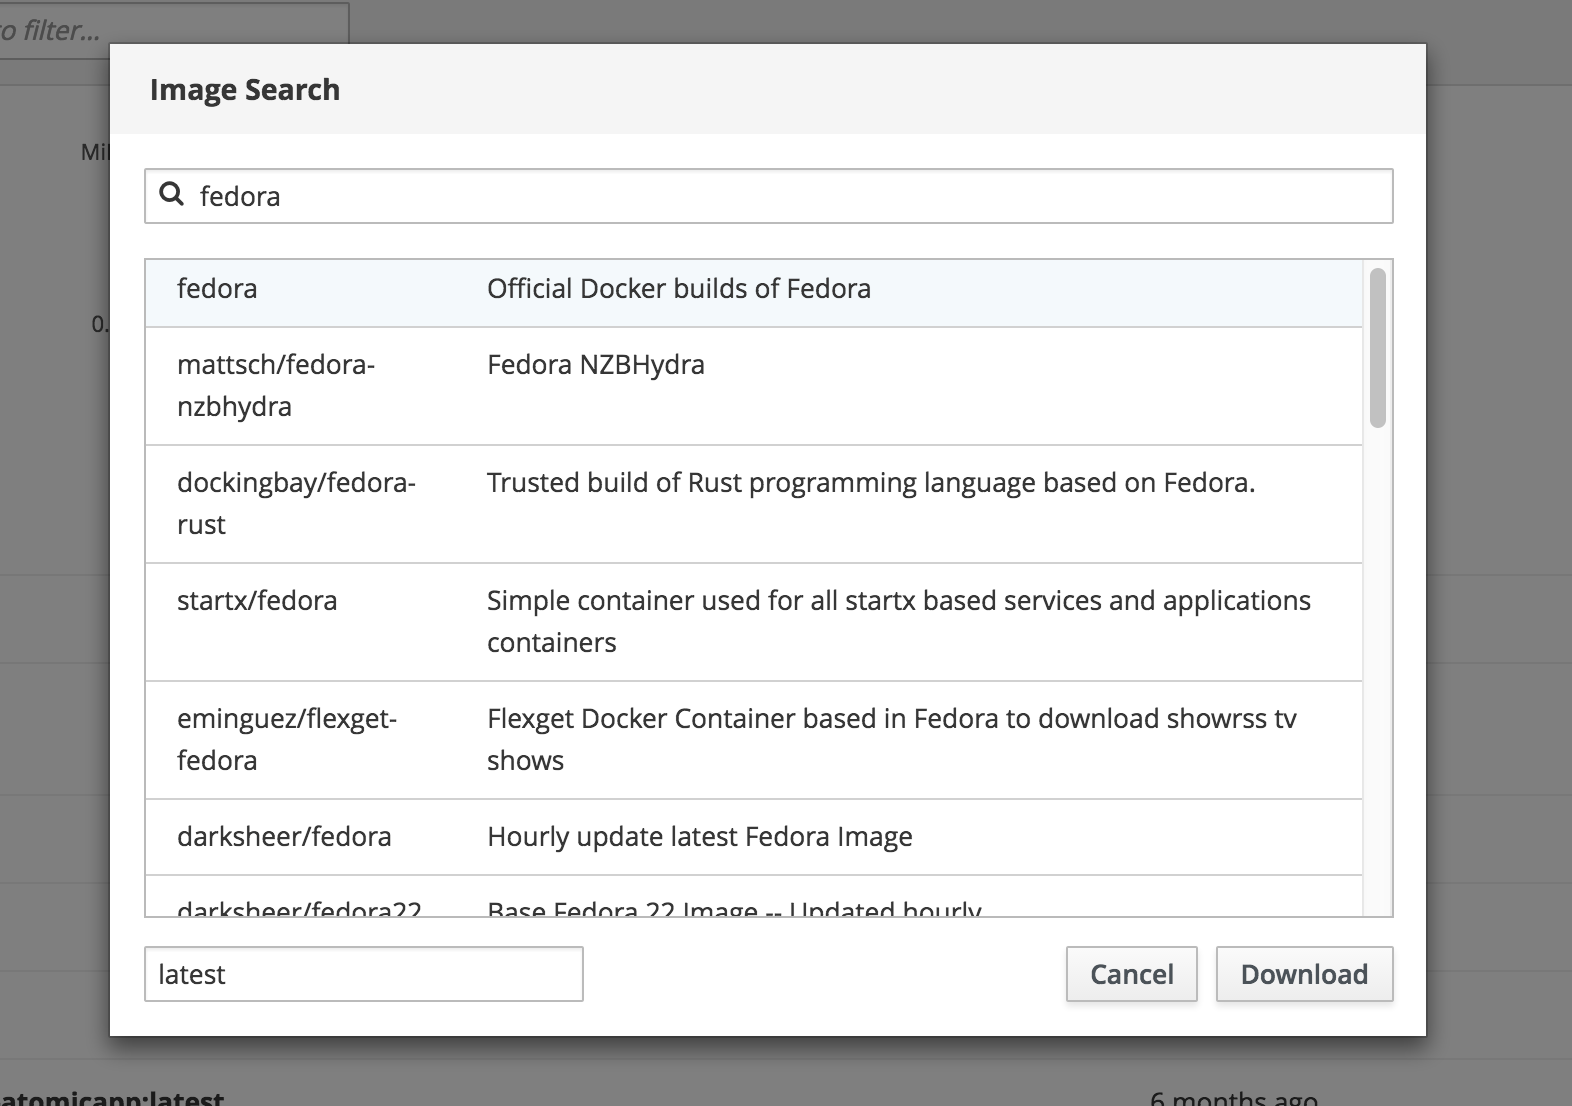 to filter...
Image Search
fedora
fedora Official Docker builds of Fedora
mattsch/fedora- Fedora NZBHydra
nzbhydra
dockingbay/fedora- Trusted build of Rust programming language based on Fedora.
rust
startx/fedora Simple container used for all startx based services and applications
containers
eminguez/flexget- Flexget Docker Container based in Fedora to download showrss tv
fedora shows
darksheer/fedora Hourly update latest Fedora Image
darksheer/fedora22 Base Fedora 22 Image -- Updated hourly
latest Cancel Download
atomicapp:latest 6 months ago